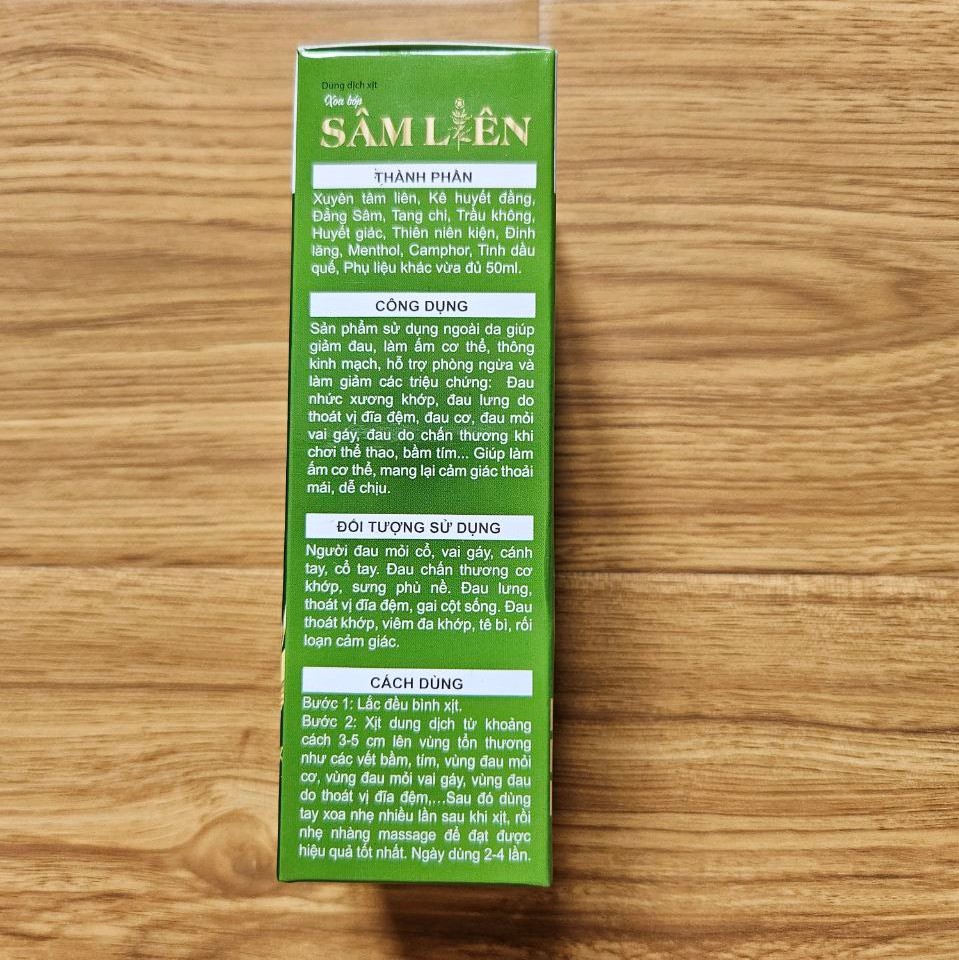 Dung dịch xịt
Xoa bóp
SÂM LIÊN
THÀNH PHẦN
Xuyên tâm liên, Kê huyết đằng,
Đẳng Sâm, Tang chi, Trầu không,
Huyết giác, Thiên niên kiện, Đinh
lăng, Menthol, Camphor, Tinh dầu
quế, Phụ liệu khác vừa đủ 50ml.
CÔNG DỤNG
Sản phẩm sử dụng ngoài da giúp
giảm đau, làm ấm cơ thể, thông
kinh mạch, hỗ trợ phòng ngừa và
làm giảm các triệu chứng: Đau
nhức xương khớp, đau lưng do
thoát vị đĩa đệm, đau cơ, đau mỏi
vai gáy, đau do chấn thương khi
chơi thể thao, bầm tím... Giúp làm
ấm cơ thể, mang lại cảm giác thoải
mái, dễ chịu.
ĐỐI TƯỢNG SỬ DỤNG
Người đau mỏi cổ, vai gáy, cánh
tay, cổ tay. Đau chấn thương cơ
khớp, sưng phù nề. Đau lưng,
thoát vị đĩa đệm, gai cột sống. Đau
thoát khớp, viêm đa khớp, tê bì, rối
loạn cảm giác.
CÁCH DÙNG
Bước 1: Lắc đều bình xịt.
Bước 2: Xịt dung dịch từ khoảng
cách 3-5 cm lên vùng tổn thương
như các vết bầm, tím, vùng đau mỏi
cơ, vùng đau mỏi vai gáy, vùng đau
do thoát vị đĩa đệm,...Sau đó dùng
tay xoa nhẹ nhiều lần sau khi xịt, rồi
nhẹ nhàng massage để đạt được
hiệu quả tốt nhất. Ngày dùng 2-4 lần.